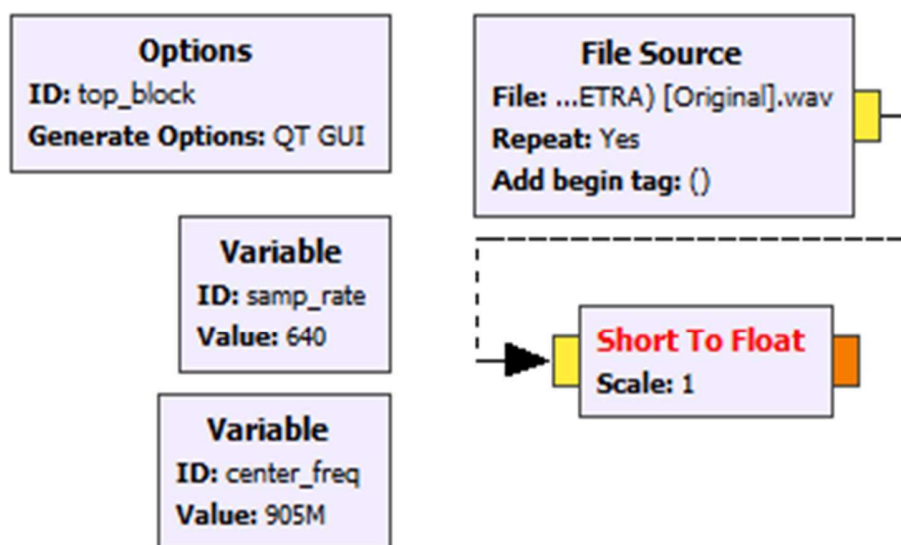 Options
ID: top_block
Generate Options: QT GUI
Variable
ID: samp_rate
Value: 640
Variable
ID: center_freq
Value: 905M
File Source
File: ...ETRA) [Original].wav
Repeat: Yes
Add begin tag: ()
Short To Float
Scale: 1